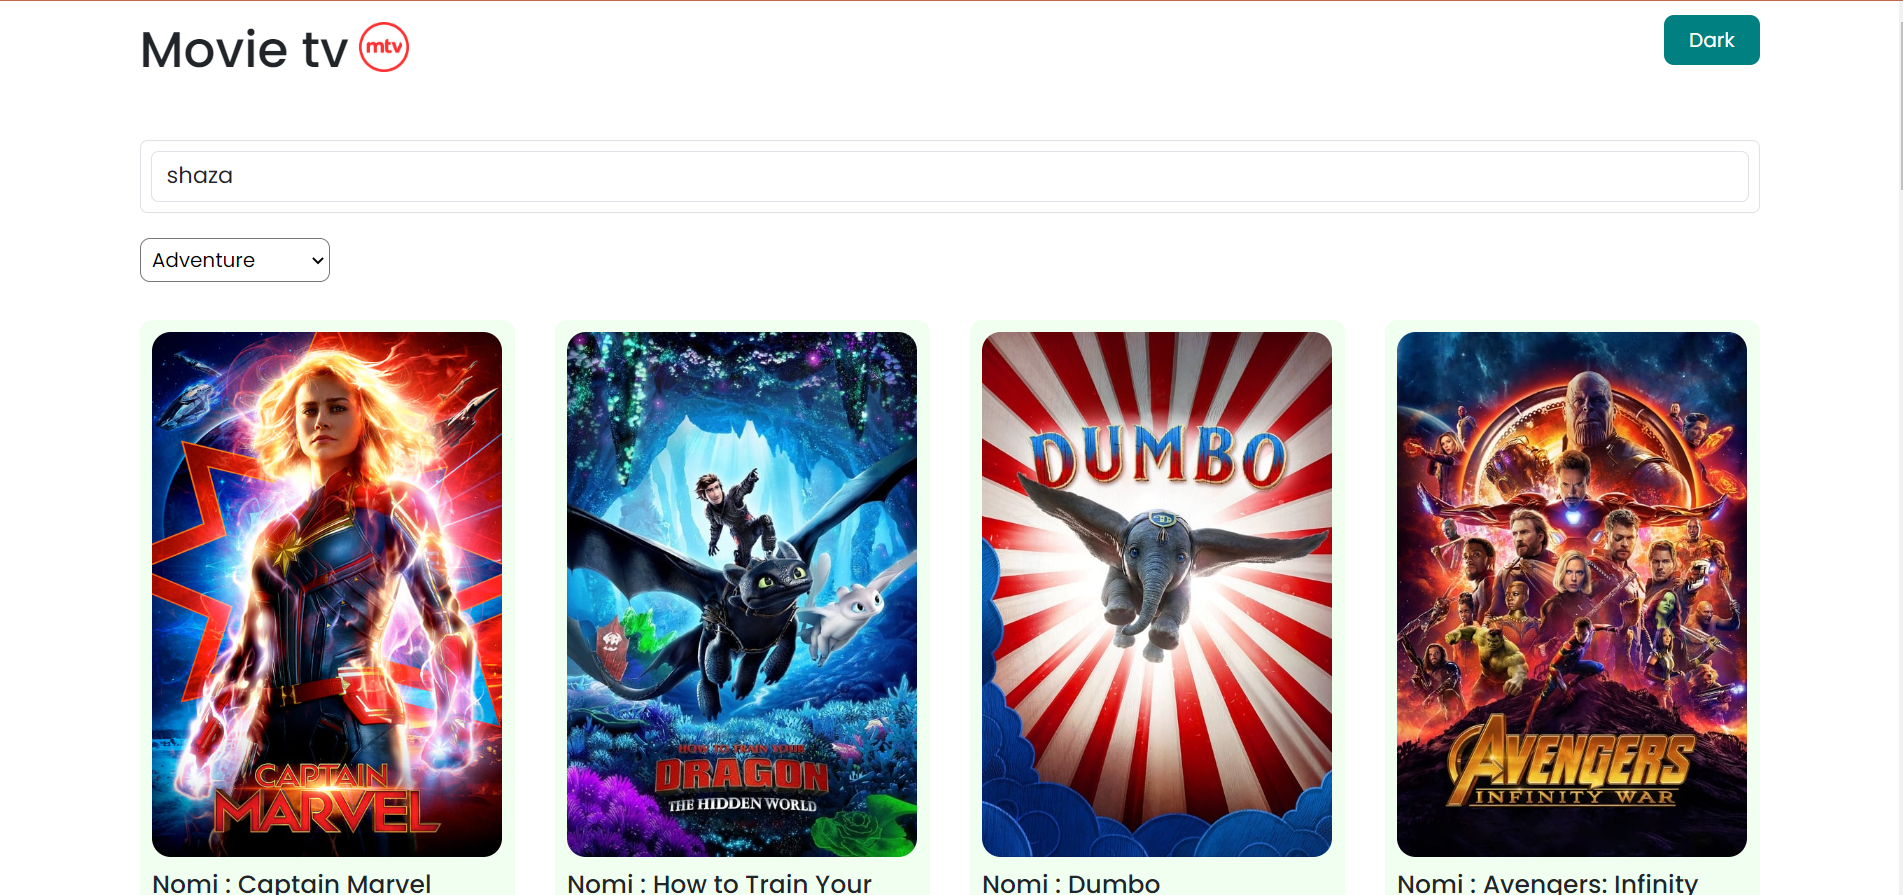 Movie tv mtv
Dark
shaza
Adventure
CAPTAIN
MARVEL
HOW TO TRAIN YOUR
DRAGON
THE HIDDEN WORLD
DUMBO
AVENGERS
INFINITY WAR
Nomi : Captain Marvel
Nomi : How to Train Your
Nomi : Dumbo
Nomi : Avengers: Infinity